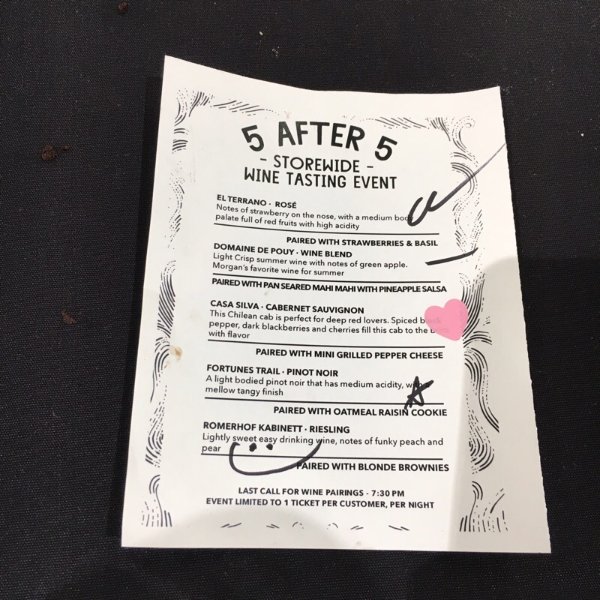 5 AFTER 5
- STOREWIDE -
WINE TASTING EVENT
EL TERRANO - ROSÉ
Notes of strawberry on the nose, with a medium body
palate full of red fruits with high acidity
PAIRED WITH STRAWBERRIES & BASIL
DOMAINE DE POUY - WINE BLEND
Light Crisp summer wine with notes of green apple.
Morgan's favorite wine for summer
PAIRED WITH PAN SEARED MAHI MAHI WITH PINEAPPLE SALSA
CASA SILVA - CABERNET SAUVIGNON
This Chilean cab is perfect for deep red lovers. Spiced black
pepper, dark blackberries and cherries fill this cab to the
with flavor
PAIRED WITH MINI GRILLED PEPPER CHEESE
FORTUNES TRAIL - PINOT NOIR
A light bodied pinot noir that has medium acidity, with
mellow tangy finish
PAIRED WITH OATMEAL RAISIN COOKIE
ROMERHOF KABINETT - RIESLING
Lightly sweet easy drinking wine, notes of funky peach and
pear
PAIRED WITH BLONDE BROWNIES
LAST CALL FOR WINE PAIRINGS - 7:30 PM
EVENT LIMITED TO 1 TICKET PER CUSTOMER, PER NIGHT